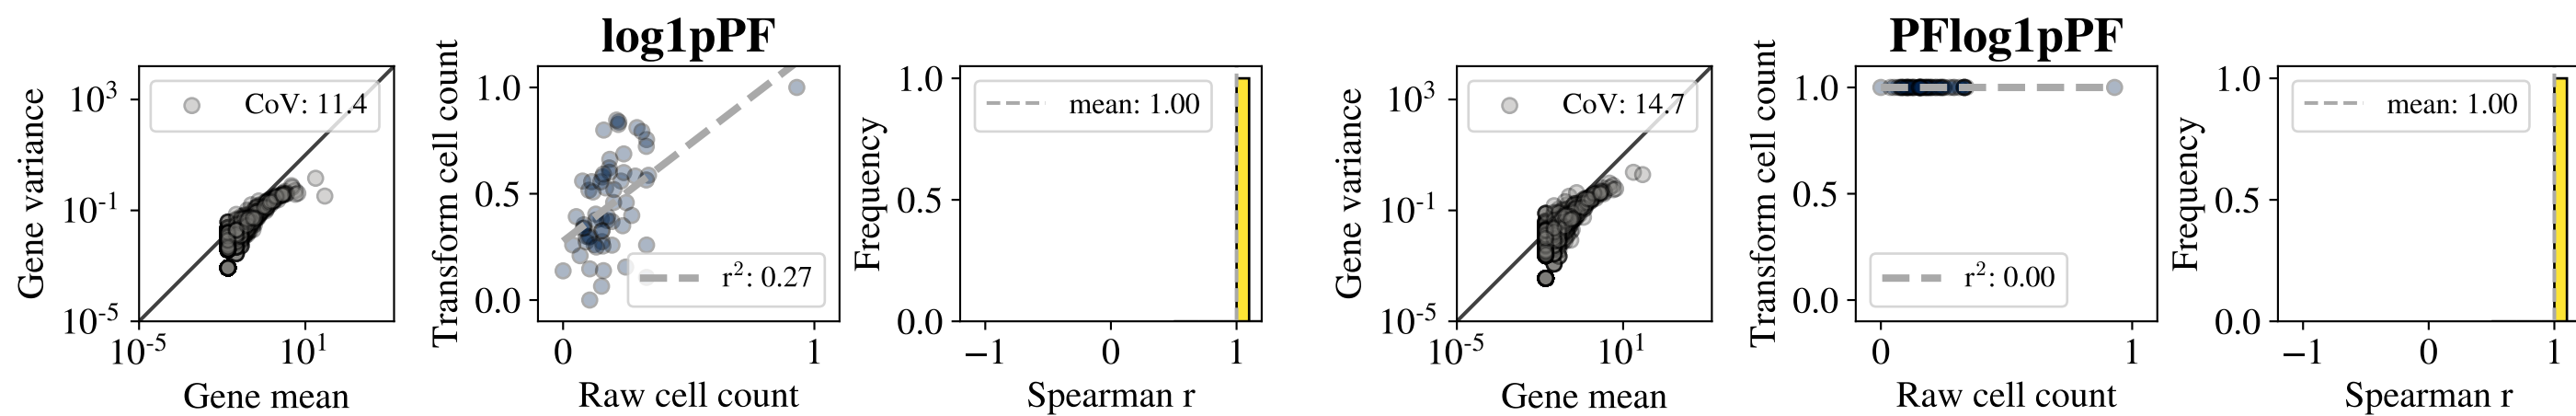 log1pPF
Gene variance
10^3
10^-1
10^-5
CoV: 11.4
10^-5
10^1
Gene mean
Transform cell count
1.0
0.5
0.0
r^2: 0.27
0
1
Raw cell count
Frequency
1.0
0.5
0.0
mean: 1.00
−1
0
1
Spearman r
PFlog1pPF
Gene variance
10^3
10^-1
10^-5
CoV: 14.7
10^-5
10^1
Gene mean
Transform cell count
1.0
0.5
0.0
r^2: 0.00
0
1
Raw cell count
Frequency
1.0
0.5
0.0
mean: 1.00
−1
0
1
Spearman r